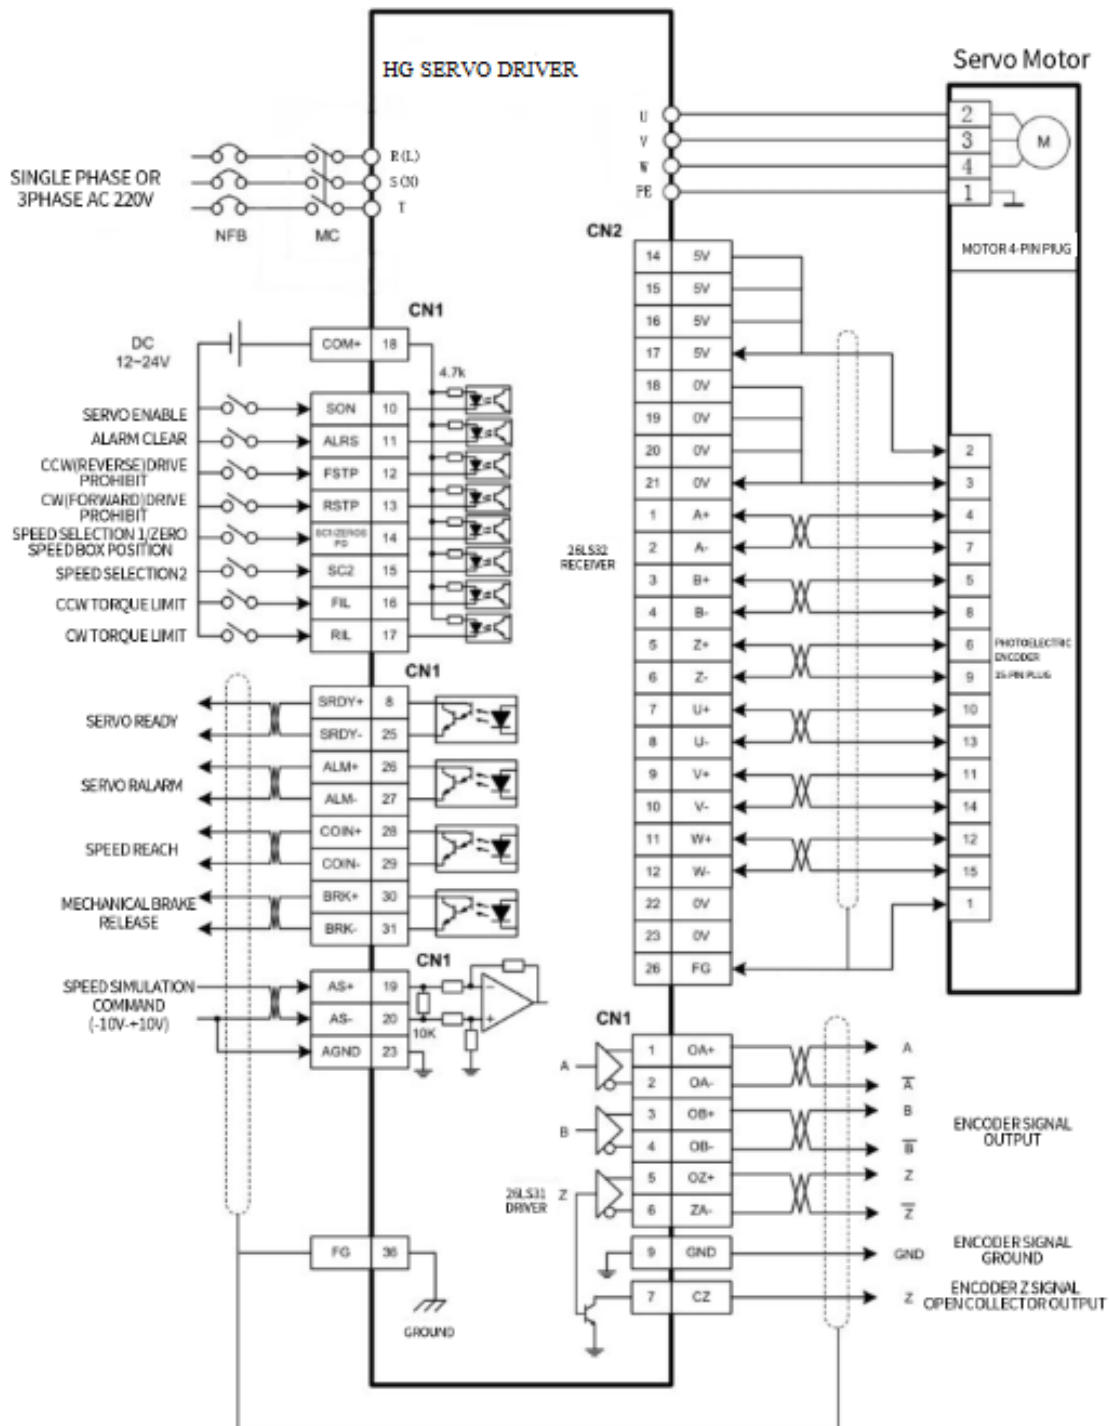 HG SERVO DRIVER
Servo Motor
SINGLE PHASE OR
3PHASE AC 220V
NFB
MC
R(L)
S(N)
T
U
V
W
PE
2
3
4
1
M
MOTOR 4-PIN PIUG
CN1
DC
12~24V
COM+ 18
4.7k
SERVO ENABLE
SON 10
ALARM CLEAR
ALRS 11
CCW(REVERSE)DRIVE
PROHIBIT
FSTP 12
CW(FORWARD)DRIVE
PROHIBIT
RSTP 13
SPEED SELECTION 1/ZERO
SPEED BOX POSITION
14
SPEED SELECTION2
SC2 15
CCW TORQUE LIMIT
FIL 16
CW TORQUE LIMIT
RIL 17
CN1
SERVO READY
SRDY+ 8
SRDY- 25
SERVO RALARM
ALM+ 26
ALM- 27
SPEED REACH
COIN+ 28
COIN- 29
MECHANICAL BRAKE
RELEASE
BRK+ 30
BRK- 31
CN1
SPEED SIMULATION
COMMAND
(-10V-+10V)
AS+ 19
AS- 20
10K
AGND 23
FG 36
GROUND
CN2
14 5V
15 5V
16 5V
17 5V
18 0V
19 0V
20 0V
21 0V
1 A+
2 A-
3 B+
4 B-
5 Z+
6 Z-
7 U+
8 U-
9 V+
10 V-
11 W+
12 W-
22 0V
23 0V
26 FG
26LS32
RECEIVER
2
3
4
7
5
8
6
9
10
13
11
14
12
15
1
PHOTOELECTRIC
ENCODER
15-PIN PLUG
CN1
A
1 OA+
A
2 OA-
A̅
B
3 OB+
B
4 OB-
B̅
26LS31
DRIVER
Z
5 OZ+
Z
6 ZA-
Z̅
ENCODER SIGNAL
OUTPUT
9 GND
GND
ENCODER SIGNAL
GROUND
7 CZ
Z
ENCODER Z SIGNAL
OPEN COLLECTOR OUTPUT